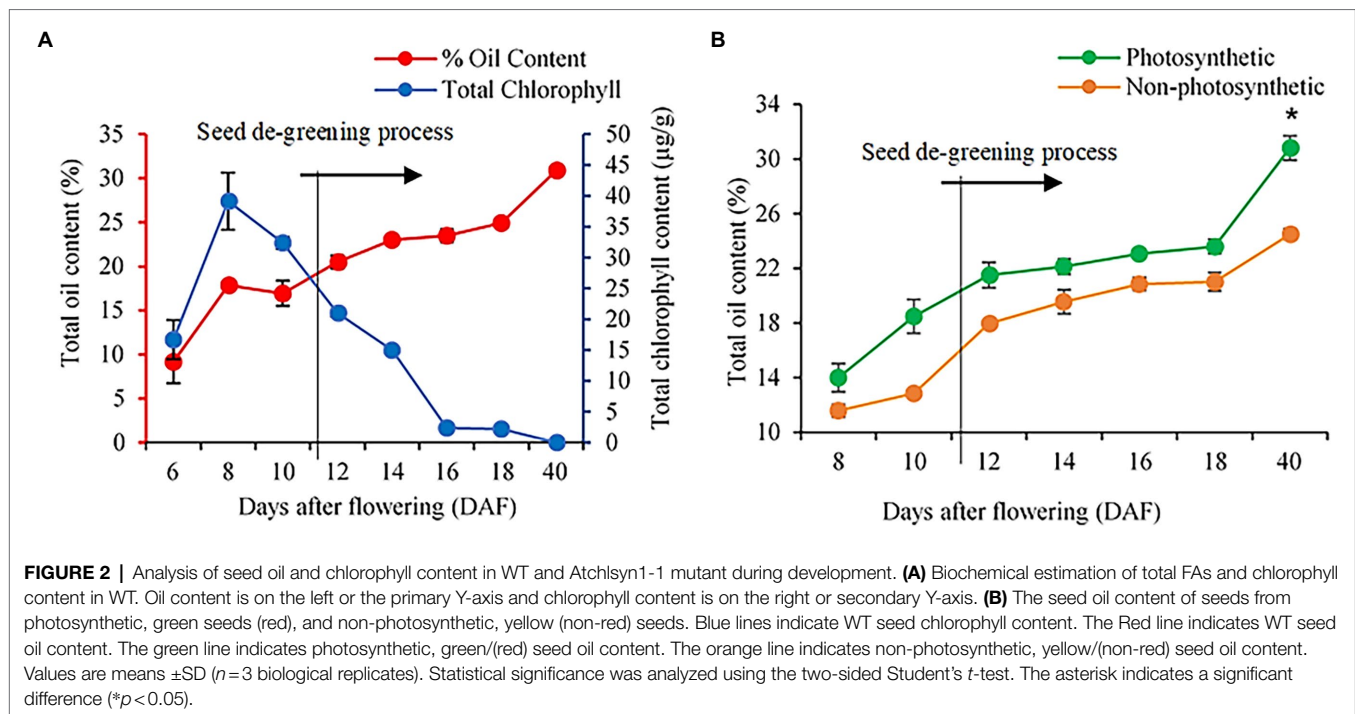 A
% Oil Content
Total Chlorophyll
Seed de-greening process
Total oil content (%)
35
30
25
20
15
10
5
0
50
45
40
35
30
25
20
15
10
5
0
Total chlorophyll content (µg/g)
6 8 10 12 14 16 18 40
Days after flowering (DAF)
B
Photosynthetic
Non-photosynthetic
Seed de-greening process
*
Total oil content (%)
34
30
26
22
18
14
10
8 10 12 14 16 18 40
Days after flowering (DAF)
FIGURE 2 | Analysis of seed oil and chlorophyll content in WT and Atchlsyn1-1 mutant during development. (A) Biochemical estimation of total FAs and chlorophyll
content in WT. Oil content is on the left or the primary Y-axis and chlorophyll content is on the right or secondary Y-axis. (B) The seed oil content of seeds from
photosynthetic, green seeds (red), and non-photosynthetic, yellow (non-red) seeds. Blue lines indicate WT seed chlorophyll content. The Red line indicates WT seed
oil content. The green line indicates photosynthetic, green/(red) seed oil content. The orange line indicates non-photosynthetic, yellow/(non-red) seed oil content.
Values are means ±SD (n=3 biological replicates). Statistical significance was analyzed using the two-sided Student's t-test. The asterisk indicates a significant
difference (*p<0.05).